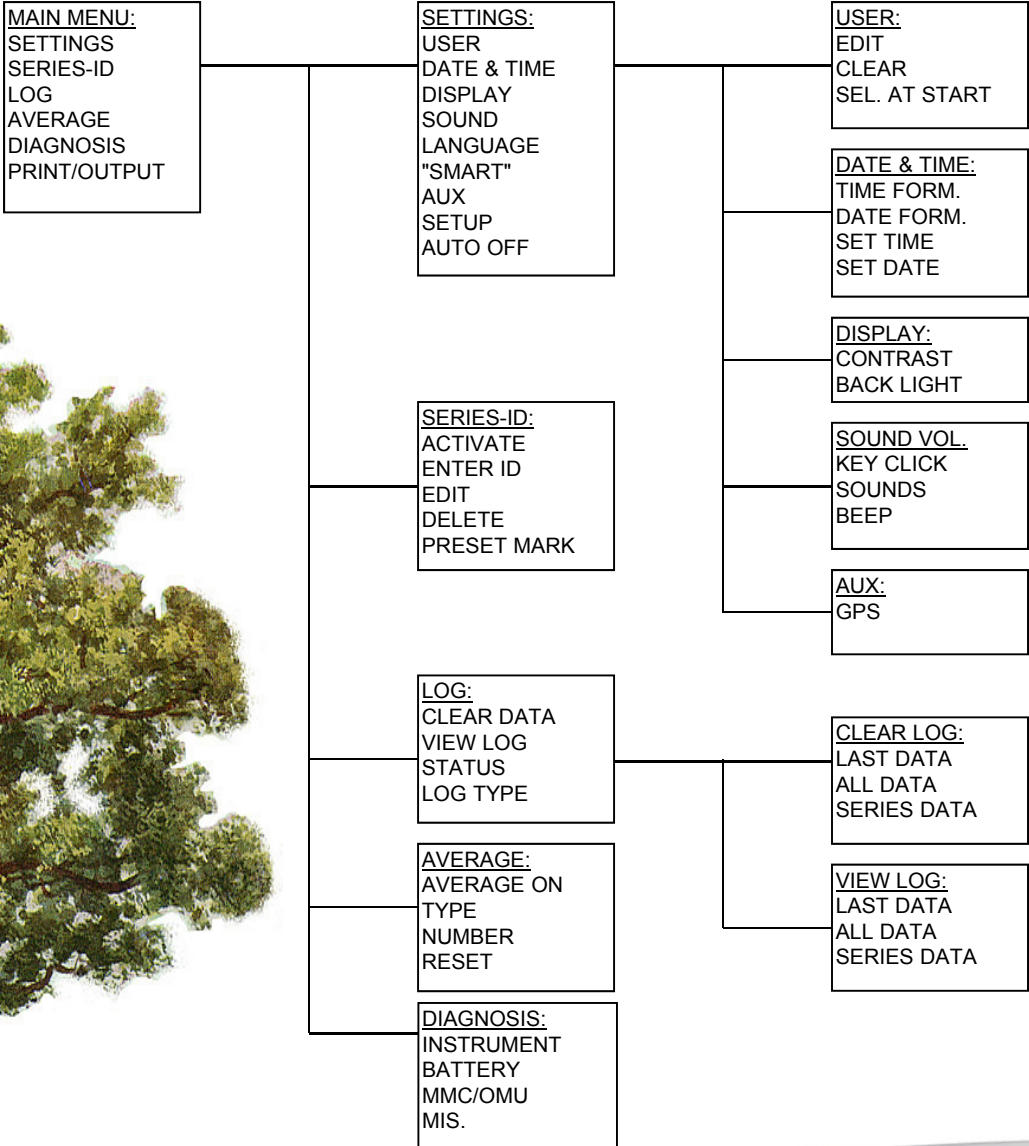 MAIN MENU:
SETTINGS
SERIES-ID
LOG
AVERAGE
DIAGNOSIS
PRINT/OUTPUT
SETTINGS:
USER
DATE & TIME
DISPLAY
SOUND
LANGUAGE
"SMART"
AUX
SETUP
AUTO OFF
USER:
EDIT
CLEAR
SEL. AT START
DATE & TIME:
TIME FORM.
DATE FORM.
SET TIME
SET DATE
DISPLAY:
CONTRAST
BACK LIGHT
SOUND VOL.
KEY CLICK
SOUNDS
BEEP
AUX:
GPS
SERIES-ID:
ACTIVATE
ENTER ID
EDIT
DELETE
PRESET MARK
LOG:
CLEAR DATA
VIEW LOG
STATUS
LOG TYPE
CLEAR LOG:
LAST DATA
ALL DATA
SERIES DATA
VIEW LOG:
LAST DATA
ALL DATA
SERIES DATA
AVERAGE:
AVERAGE ON
TYPE
NUMBER
RESET
DIAGNOSIS:
INSTRUMENT
BATTERY
MMC/OMU
MIS.